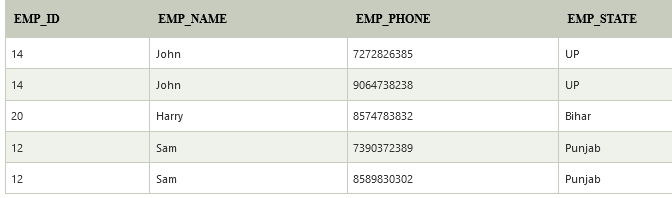 EMP_ID EMP_NAME EMP_PHONE EMP_STATE
14 John 7272826385 UP
14 John 9064738238 UP
20 Harry 8574783832 Bihar
12 Sam 7390372389 Punjab
12 Sam 8589830302 Punjab